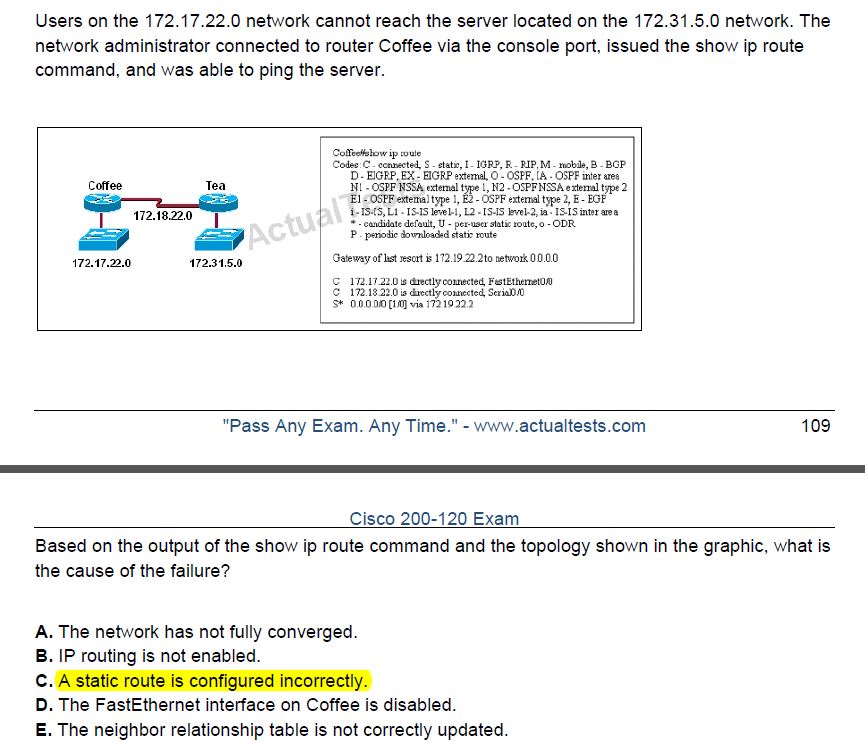 Users on the 172.17.22.0 network cannot reach the server located on the 172.31.5.0 network. The
network administrator connected to router Coffee via the console port, issued the show ip route
command, and was able to ping the server.
Coffee
Tea
172.18.22.0
172.17.22.0
172.31.5.0
Coffee#show ip route
Codes: C - connected, S - static, I - IGRP, R - RIP, M - mobile, B - BGP
D - EIGRP, EX - EIGRP external, O - OSPF, IA - OSPF inter area
N1 - OSPF NSSA external type 1, N2 - OSPF NSSA external type 2
E1 - OSPF external type 1, E2 - OSPF external type 2, E - EGP
i - IS-IS, L1 - IS-IS level-1, L2 - IS-IS level-2, ia - IS-IS inter area
* - candidate default, U - per-user static route, o - ODR
P - periodic downloaded static route
Gateway of last resort is 172.19.22.2 to network 0.0.0.0
C 172.17.22.0 is directly connected, FastEthernet0/0
C 172.18.22.0 is directly connected, Serial0/0
S* 0.0.0.0/0 [1/0] via 172.19.22.2
"Pass Any Exam. Any Time." - www.actualtests.com
109
Cisco 200-120 Exam
Based on the output of the show ip route command and the topology shown in the graphic, what is
the cause of the failure?
A. The network has not fully converged.
B. IP routing is not enabled.
C. A static route is configured incorrectly.
D. The FastEthernet interface on Coffee is disabled.
E. The neighbor relationship table is not correctly updated.